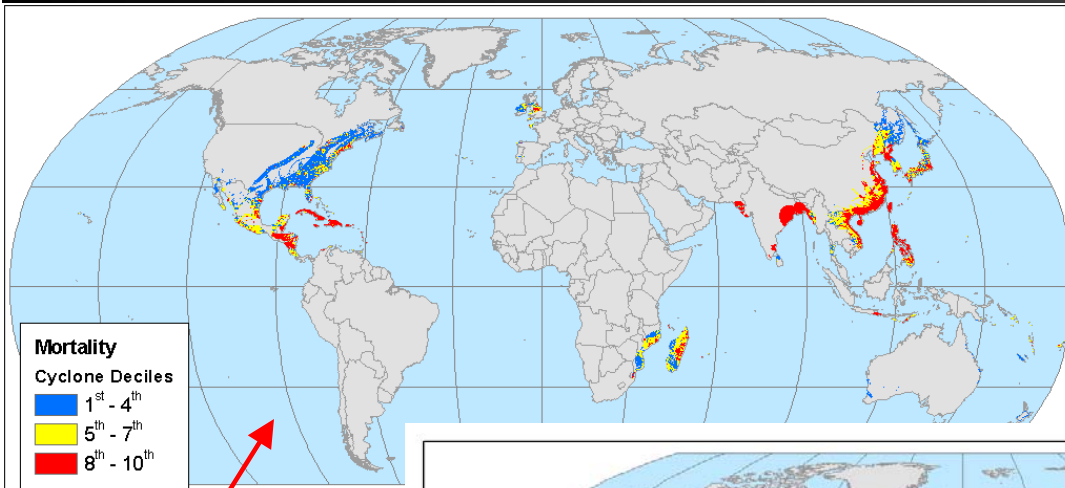 Mortality
Cyclone Deciles
1st - 4th
5th - 7th
8th - 10th